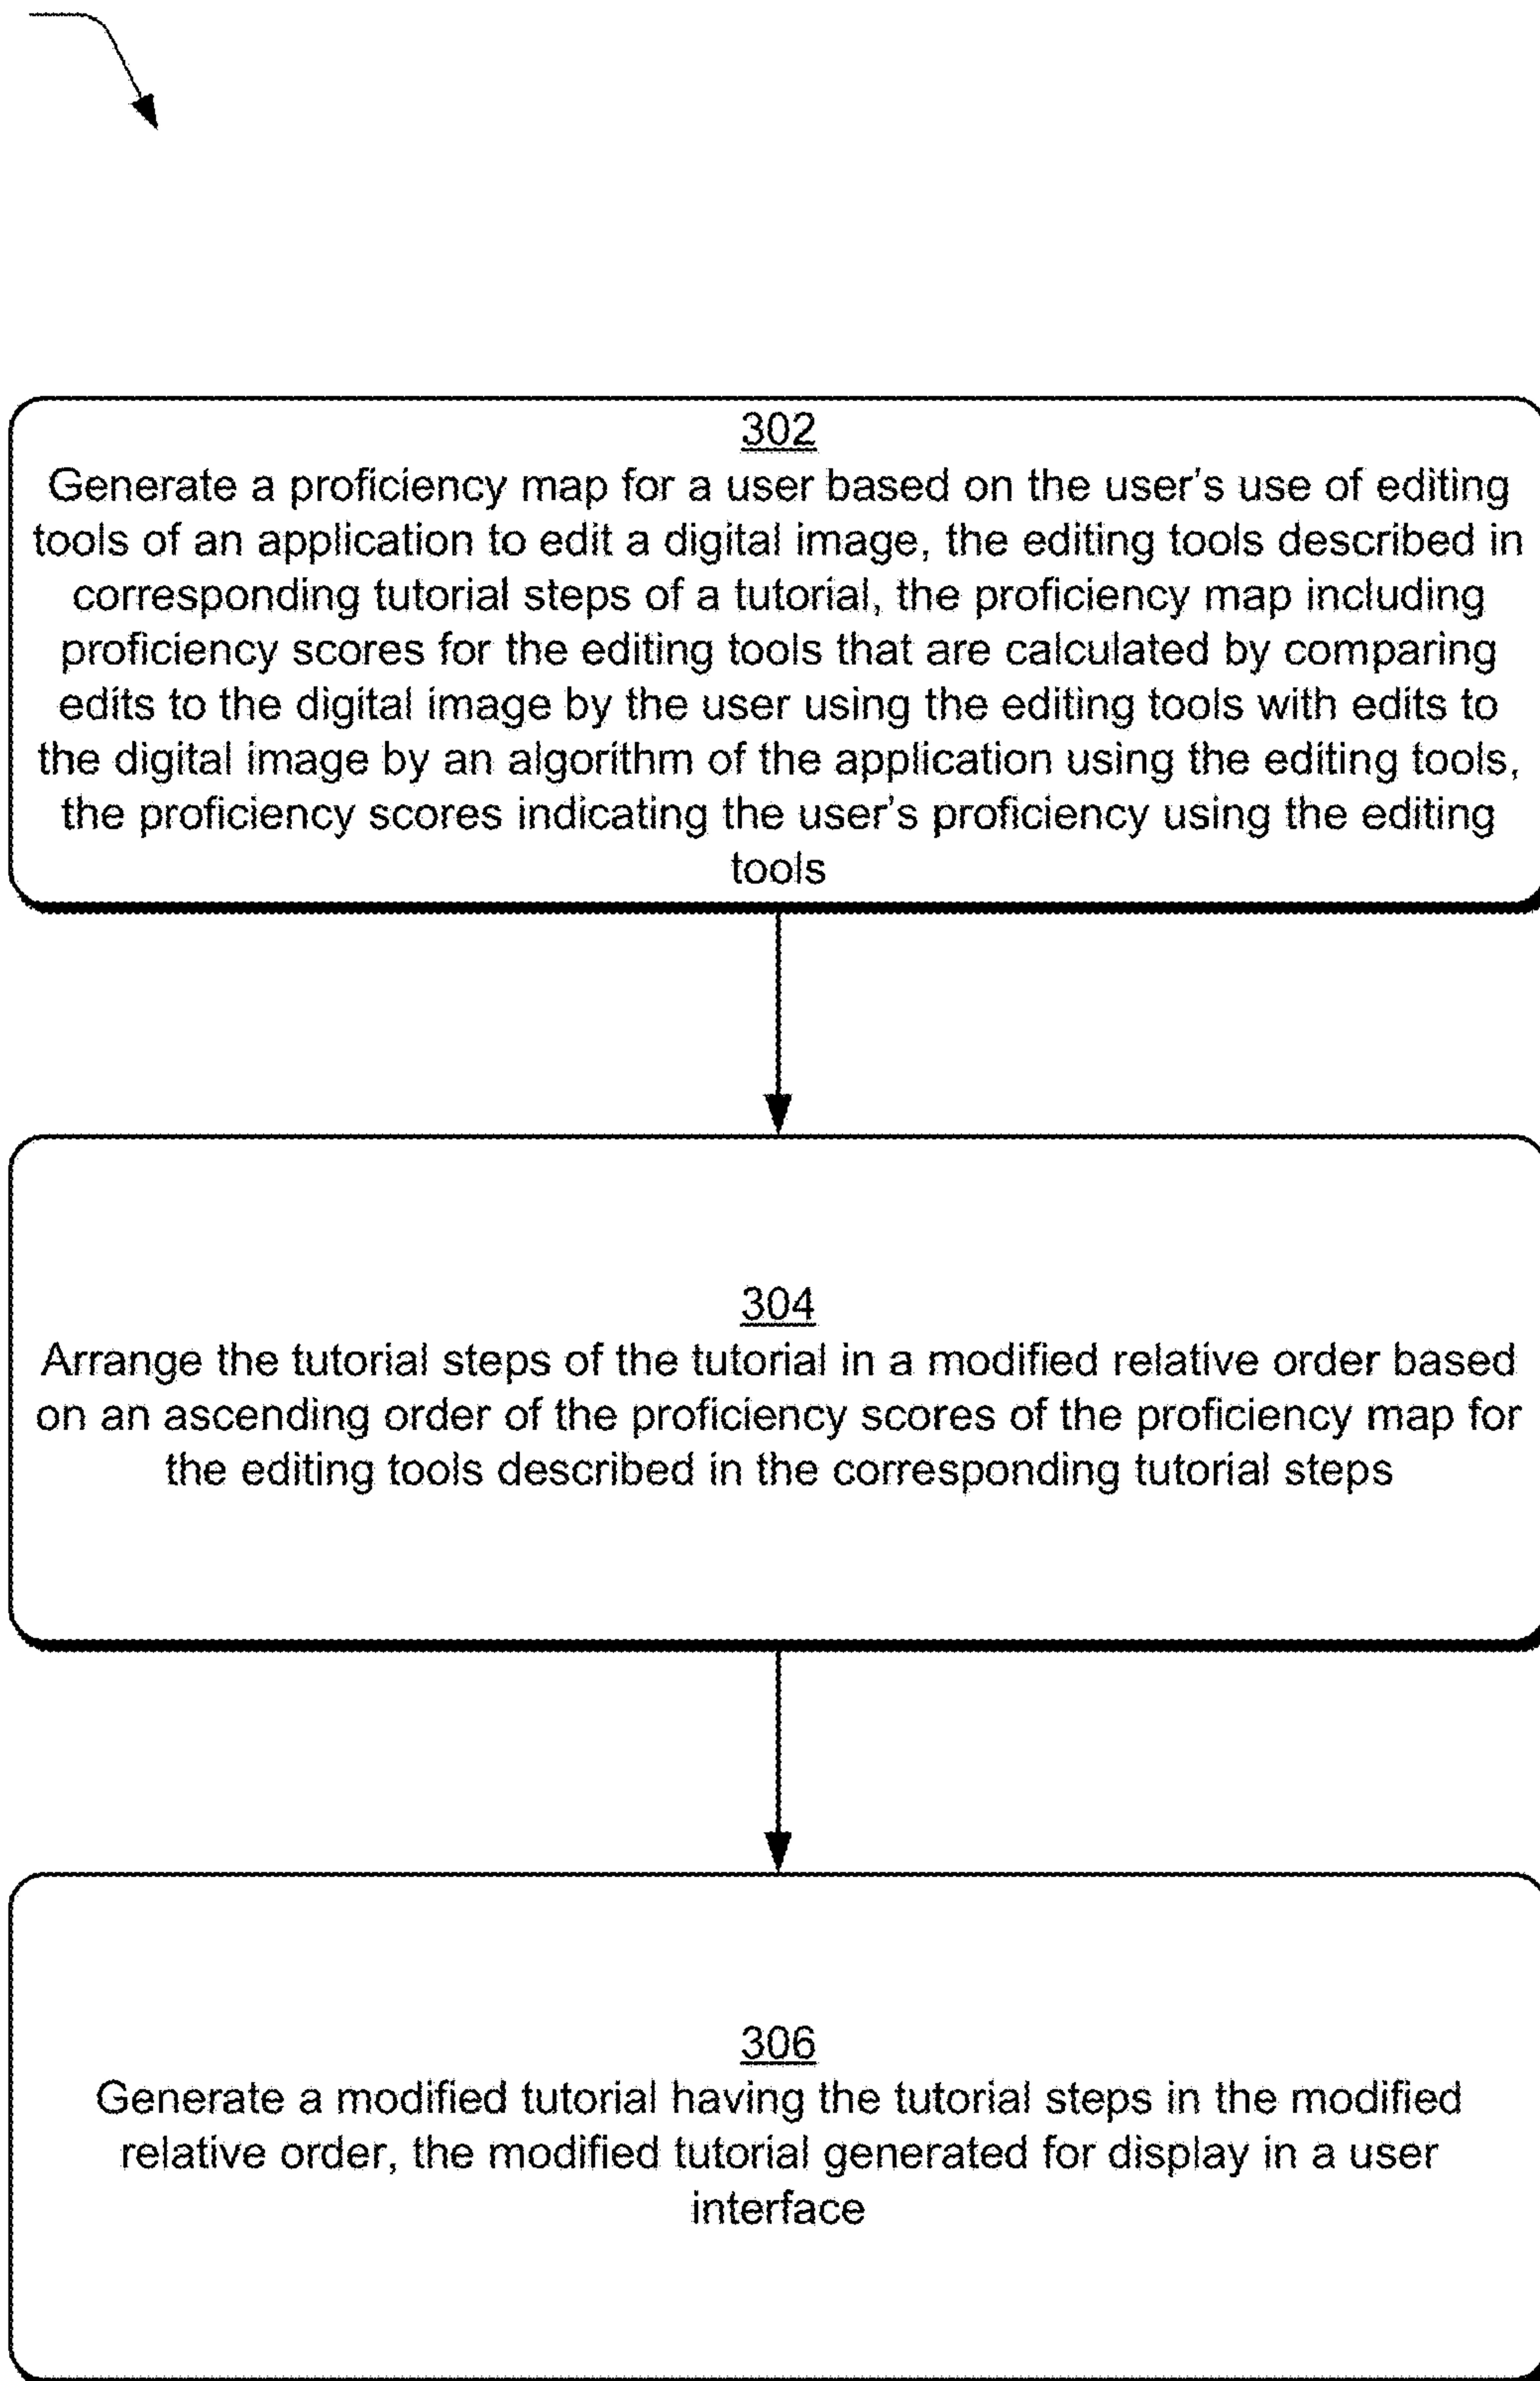 302
Generate a proficiency map for a user based on the user's use of editing
tools of an application to edit a digital image, the editing tools described in
corresponding tutorial steps of a tutorial, the proficiency map including
proficiency scores for the editing tools that are calculated by comparing
edits to the digital image by the user using the editing tools with edits to
the digital image by an algorithm of the application using the editing tools,
the proficiency scores indicating the user's proficiency using the editing
tools
304
Arrange the tutorial steps of the tutorial in a modified relative order based
on an ascending order of the proficiency scores of the proficiency map for
the editing tools described in the corresponding tutorial steps
306
Generate a modified tutorial having the tutorial steps in the modified
relative order, the modified tutorial generated for display in a user
interface